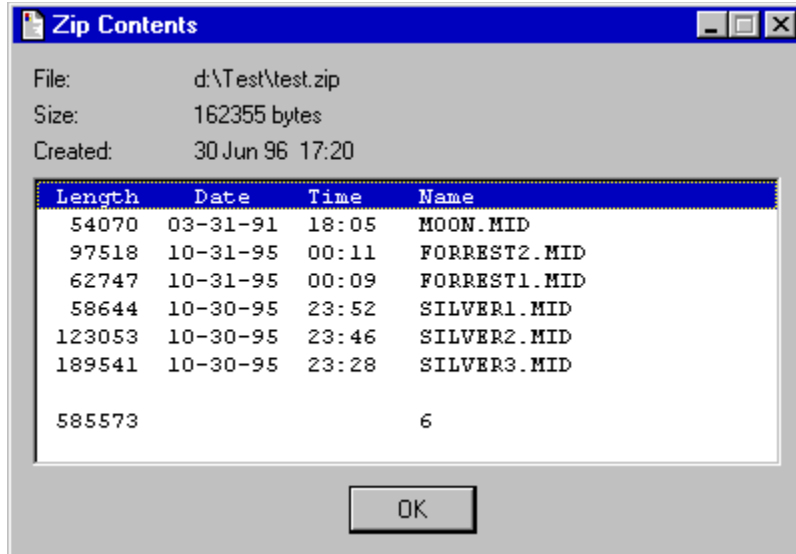 Zip Contents
File: d:\Test\test.zip
Size: 162355 bytes
Created: 30 Jun 96 17:20
Length Date Time Name
54070 03-31-91 18:05 MOON.MID
97518 10-31-95 00:11 FORREST2.MID
62747 10-31-95 00:09 FORREST1.MID
58644 10-30-95 23:52 SILVER1.MID
123053 10-30-95 23:46 SILVER2.MID
189541 10-30-95 23:28 SILVER3.MID
585573 6
OK